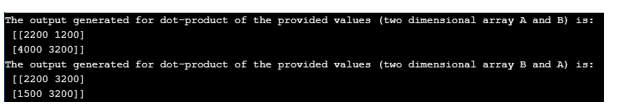 The output generated for dot-product of the provided values (two dimensional array A and B) is:
[[2200 1200]
[4000 3200]]
The output generated for dot-product of the provided values (two dimensional array B and A) is:
[[2200 3200]
[1500 3200]]